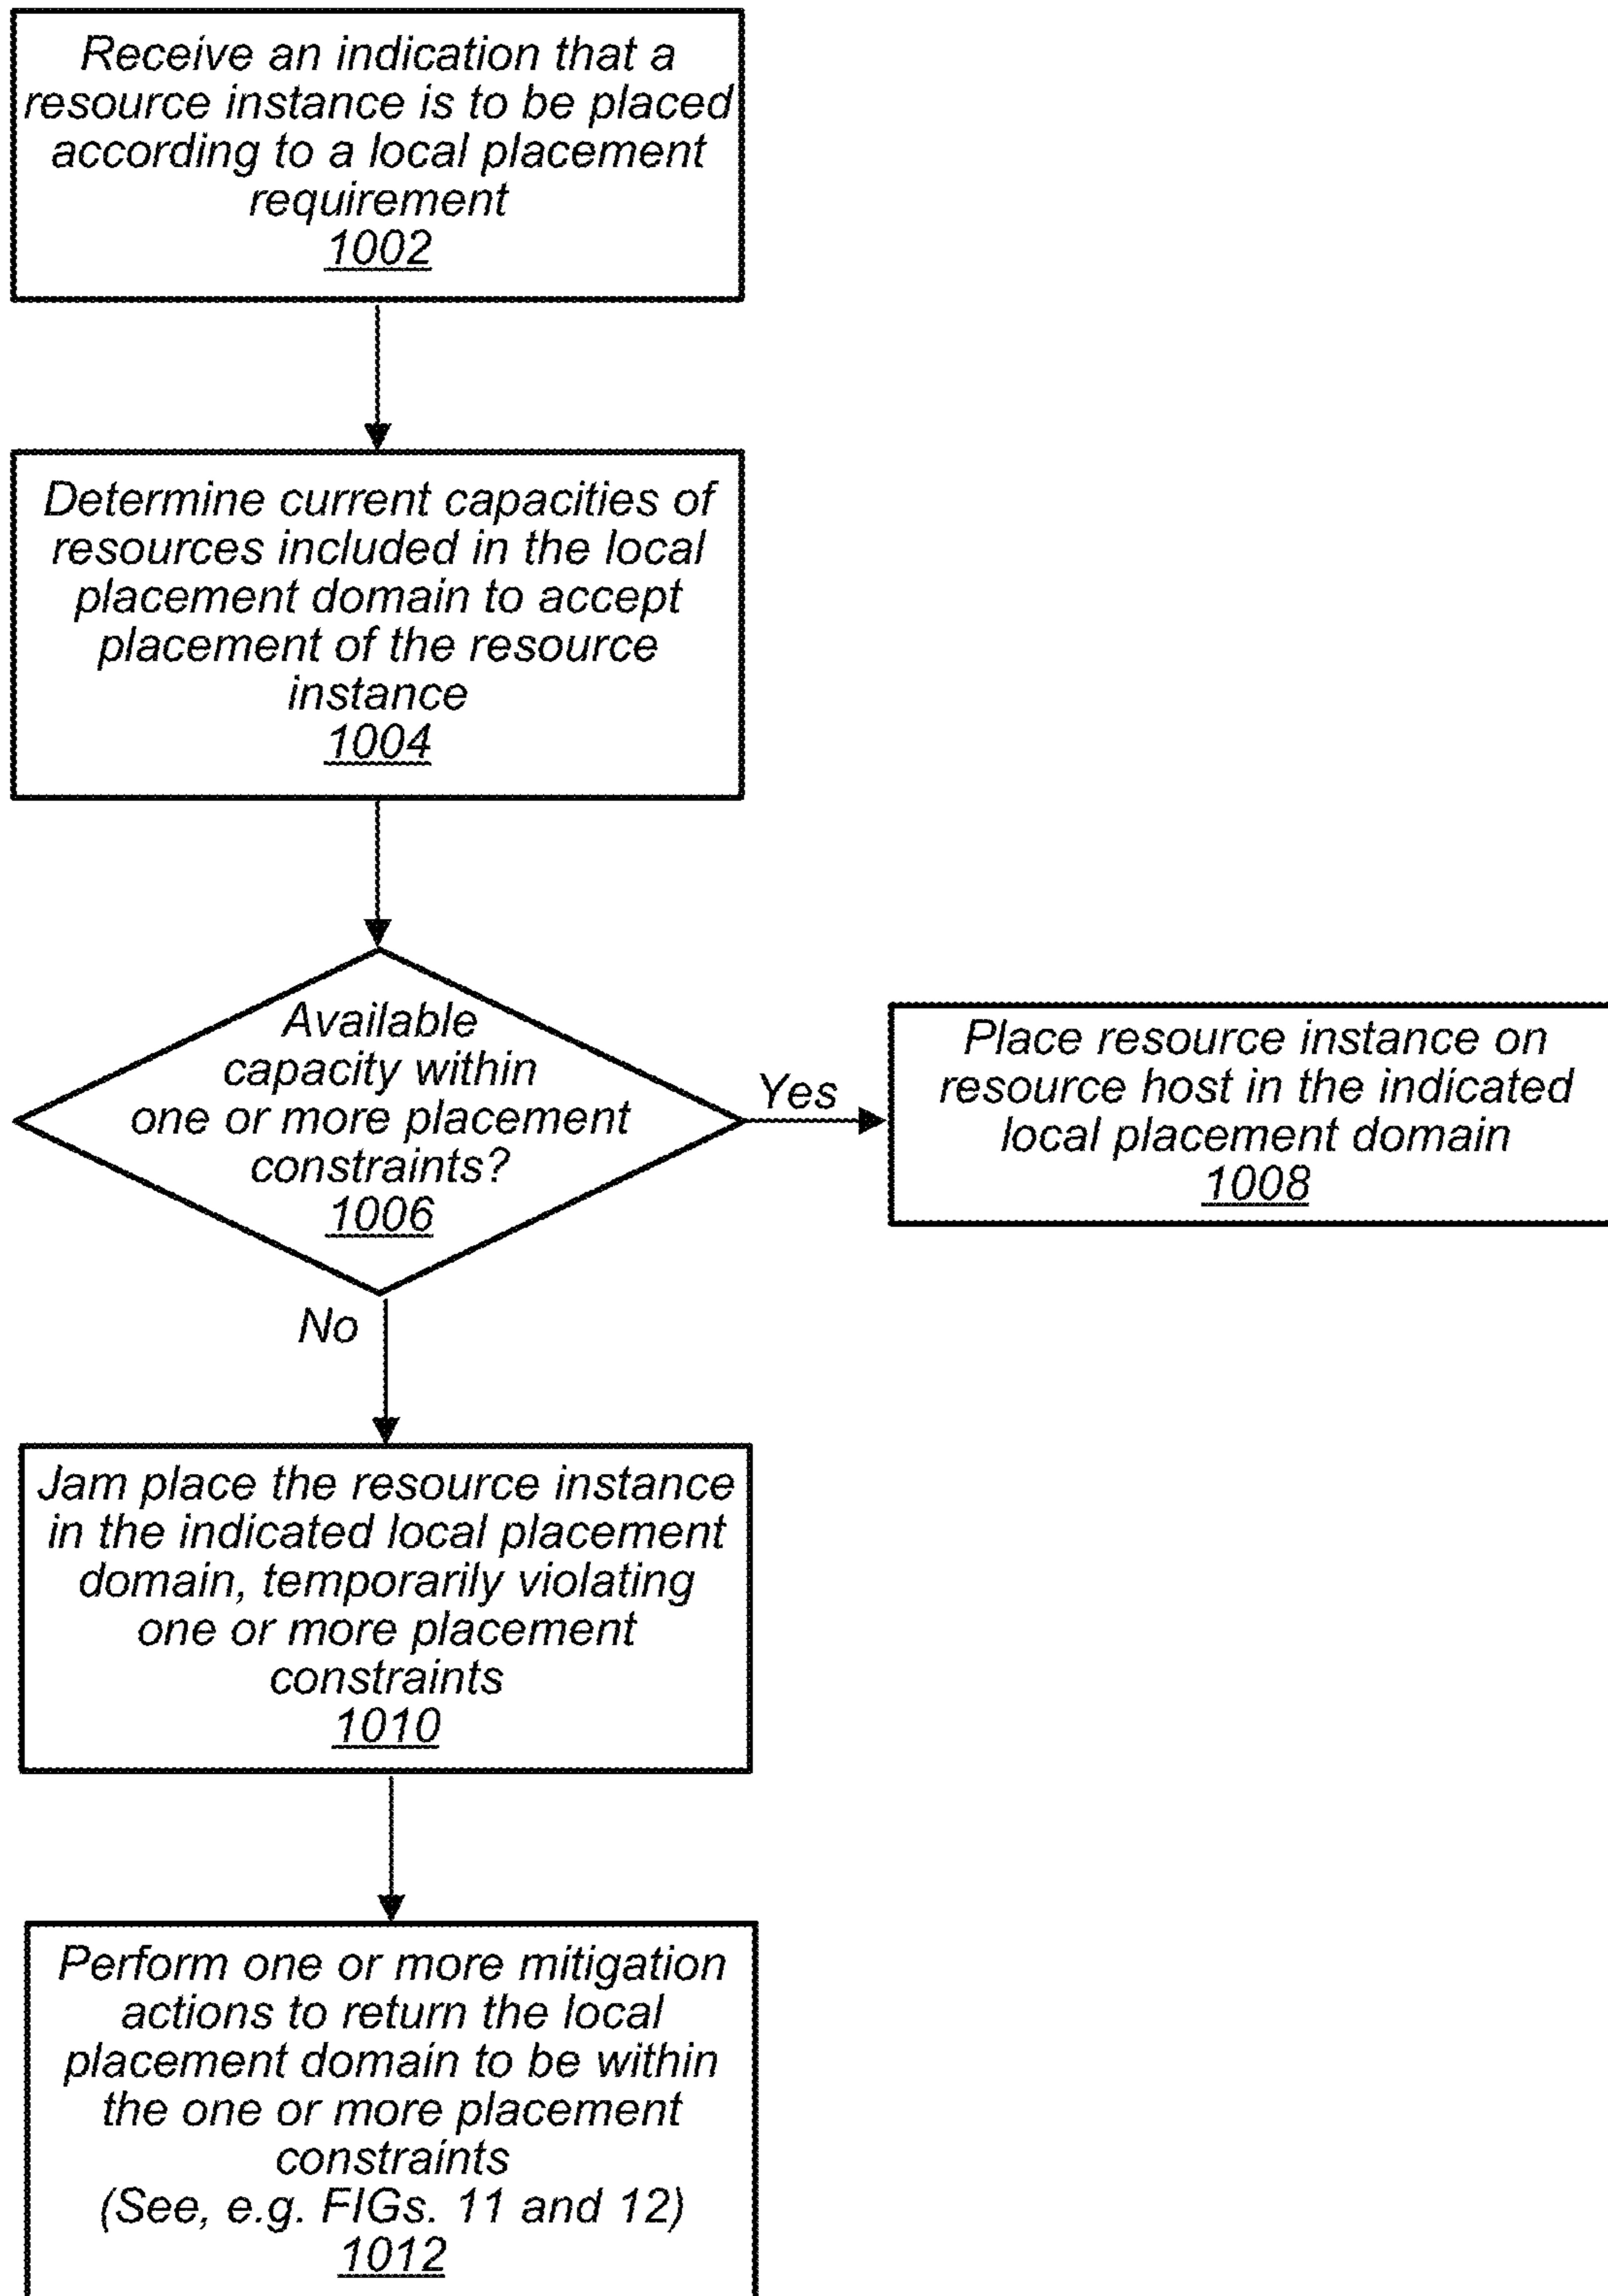 Receive an indication that a
resource instance is to be placed
according to a local placement
requirement
1002
Determine current capacities of
resources included in the local
placement domain to accept
placement of the resource
instance
1004
Available
capacity within
one or more placement
constraints?
1006
Yes
Place resource instance on
resource host in the indicated
local placement domain
1008
No
Jam place the resource instance
in the indicated local placement
domain, temporarily violating
one or more placement
constraints
1010
Perform one or more mitigation
actions to return the local
placement domain to be within
the one or more placement
constraints
(See, e.g. FIGs. 11 and 12)
1012